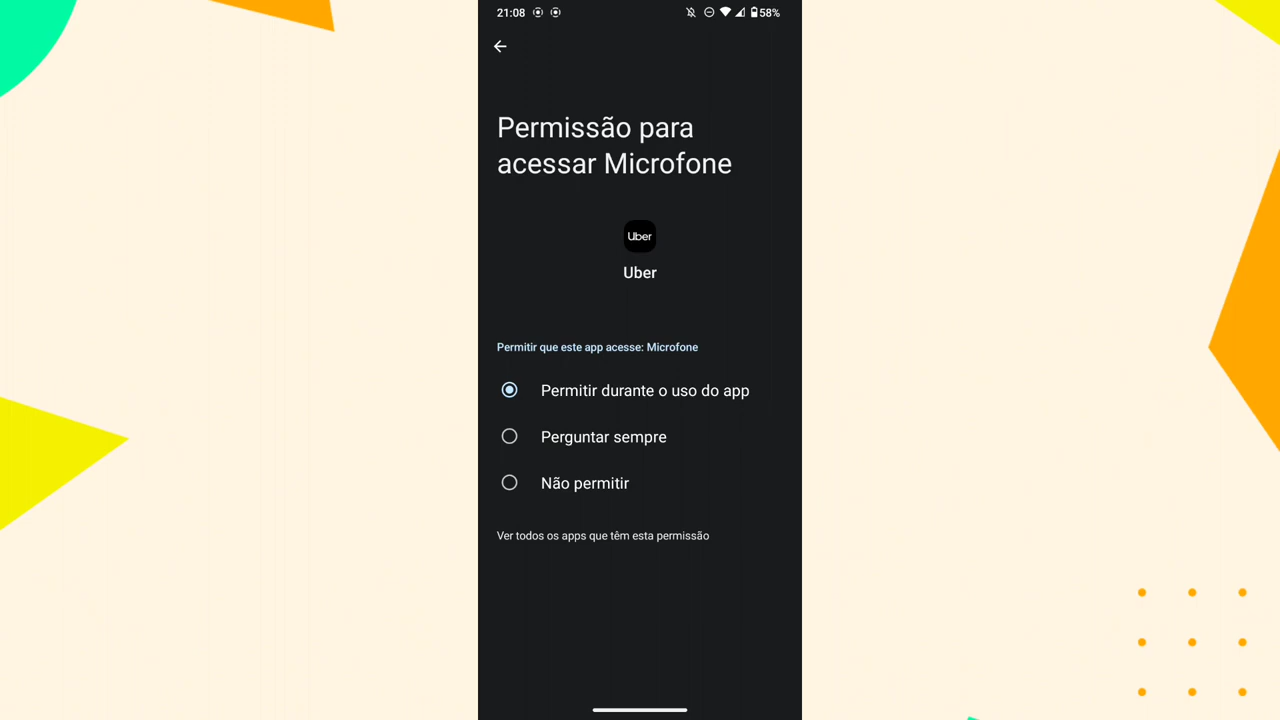 21:08 58%
Permissão para
acessar Microfone
Uber
Uber
Permitir que este app acesse: Microfone
Permitir durante o uso do app
Perguntar sempre
Não permitir
Ver todos os apps que têm esta permissão